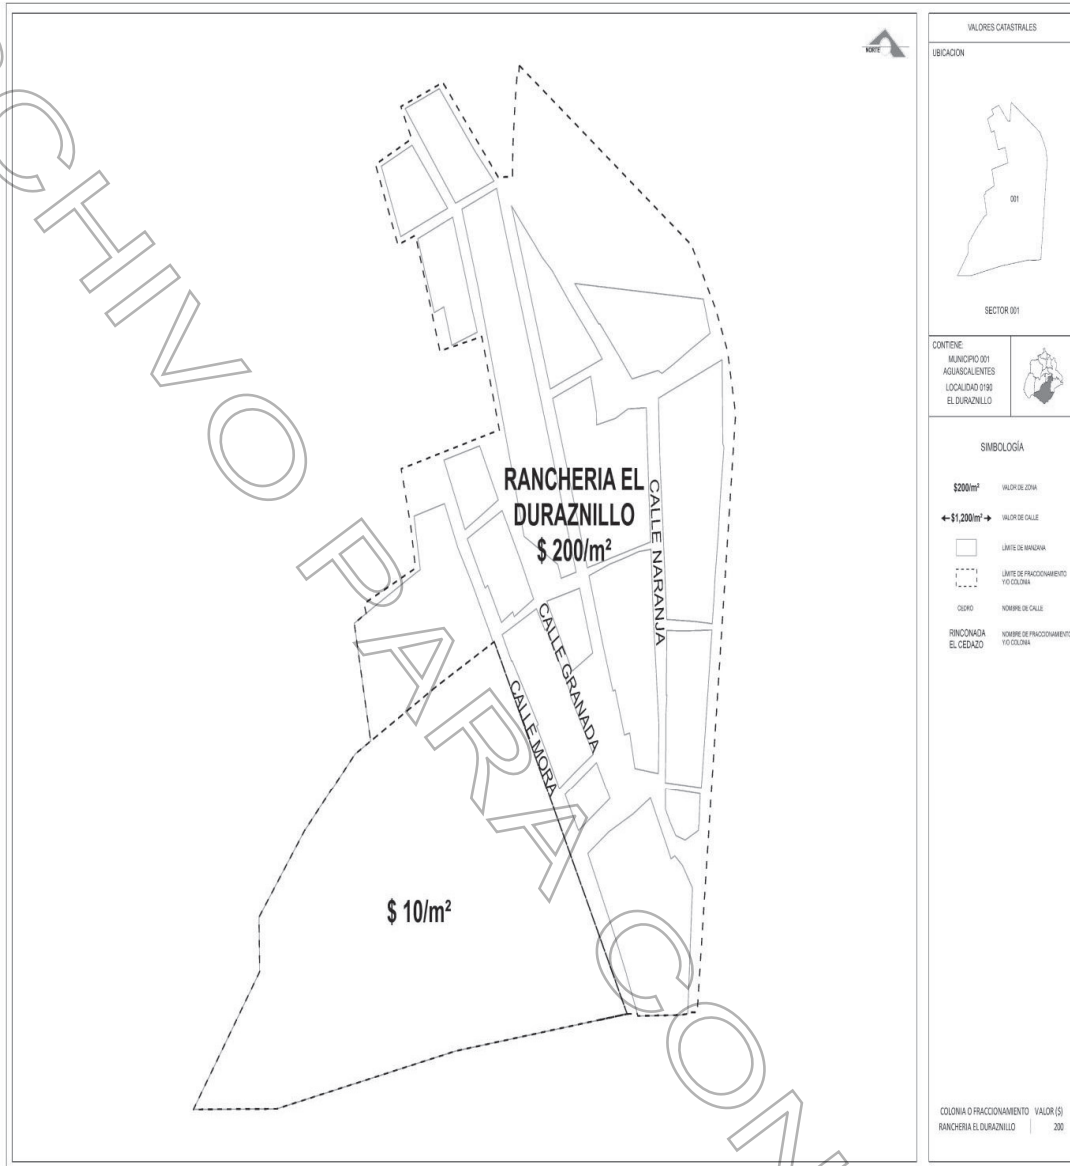 NORTE
RANCHERIA EL
DURAZNILLO
$ 200/m²
CALLE NARANJA
CALLE GRANADA
CALLE MORA
$ 10/m²
CHIVO PARA CON
VALORES CATASTRALES
UBICACION
001
SECTOR 001
CONTIENE:
MUNICIPIO 001
AGUASCALIENTES
LOCALIDAD 0190
EL DURAZNILLO
SIMBOLOGÍA
$200/m² VALOR DE ZONA
$1,200/m² VALOR DE CALLE
LÍMITE DE MANZANA
LÍMITE DE FRACCIONAMIENTO
Y/O COLONIA
CEDRO NOMBRE DE CALLE
RINCONADA
EL CEDAZO
NOMBRE DE FRACCIONAMIENTO
Y/O COLONIA
COLONIA O FRACCIONAMIENTO VALOR ($)
RANCHERIA EL DURAZNILLO 200